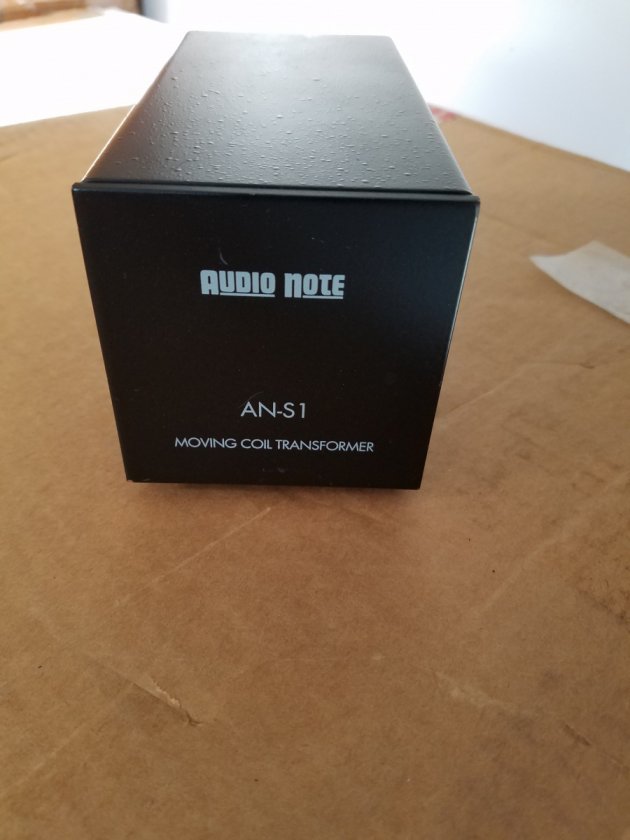 AUDIO NOTE
AN-S1
MOVING COIL TRANSFORMER